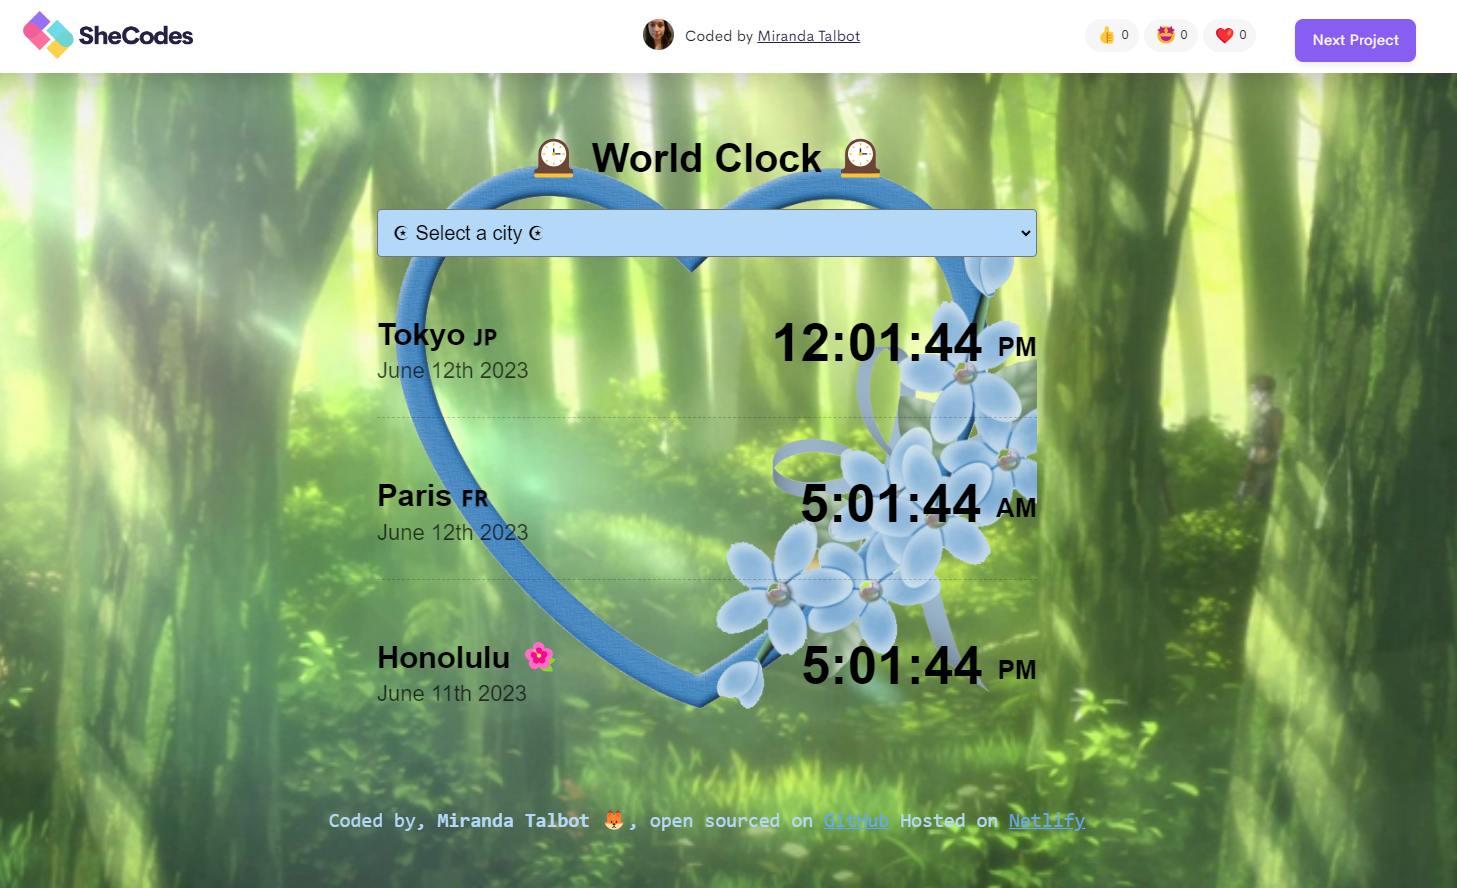 SheCodes
Coded by Miranda Talbot
👍 0 🤩 0 ❤️ 0
Next Project
🕰️ World Clock 🕰️
☪ Select a city ☪
Tokyo JP
12:01:44 PM
June 12th 2023
Paris FR
5:01:44 AM
June 12th 2023
Honolulu 🌺
5:01:44 PM
June 11th 2023
Coded by, Miranda Talbot 🦊, open sourced on GitHub Hosted on Netlify